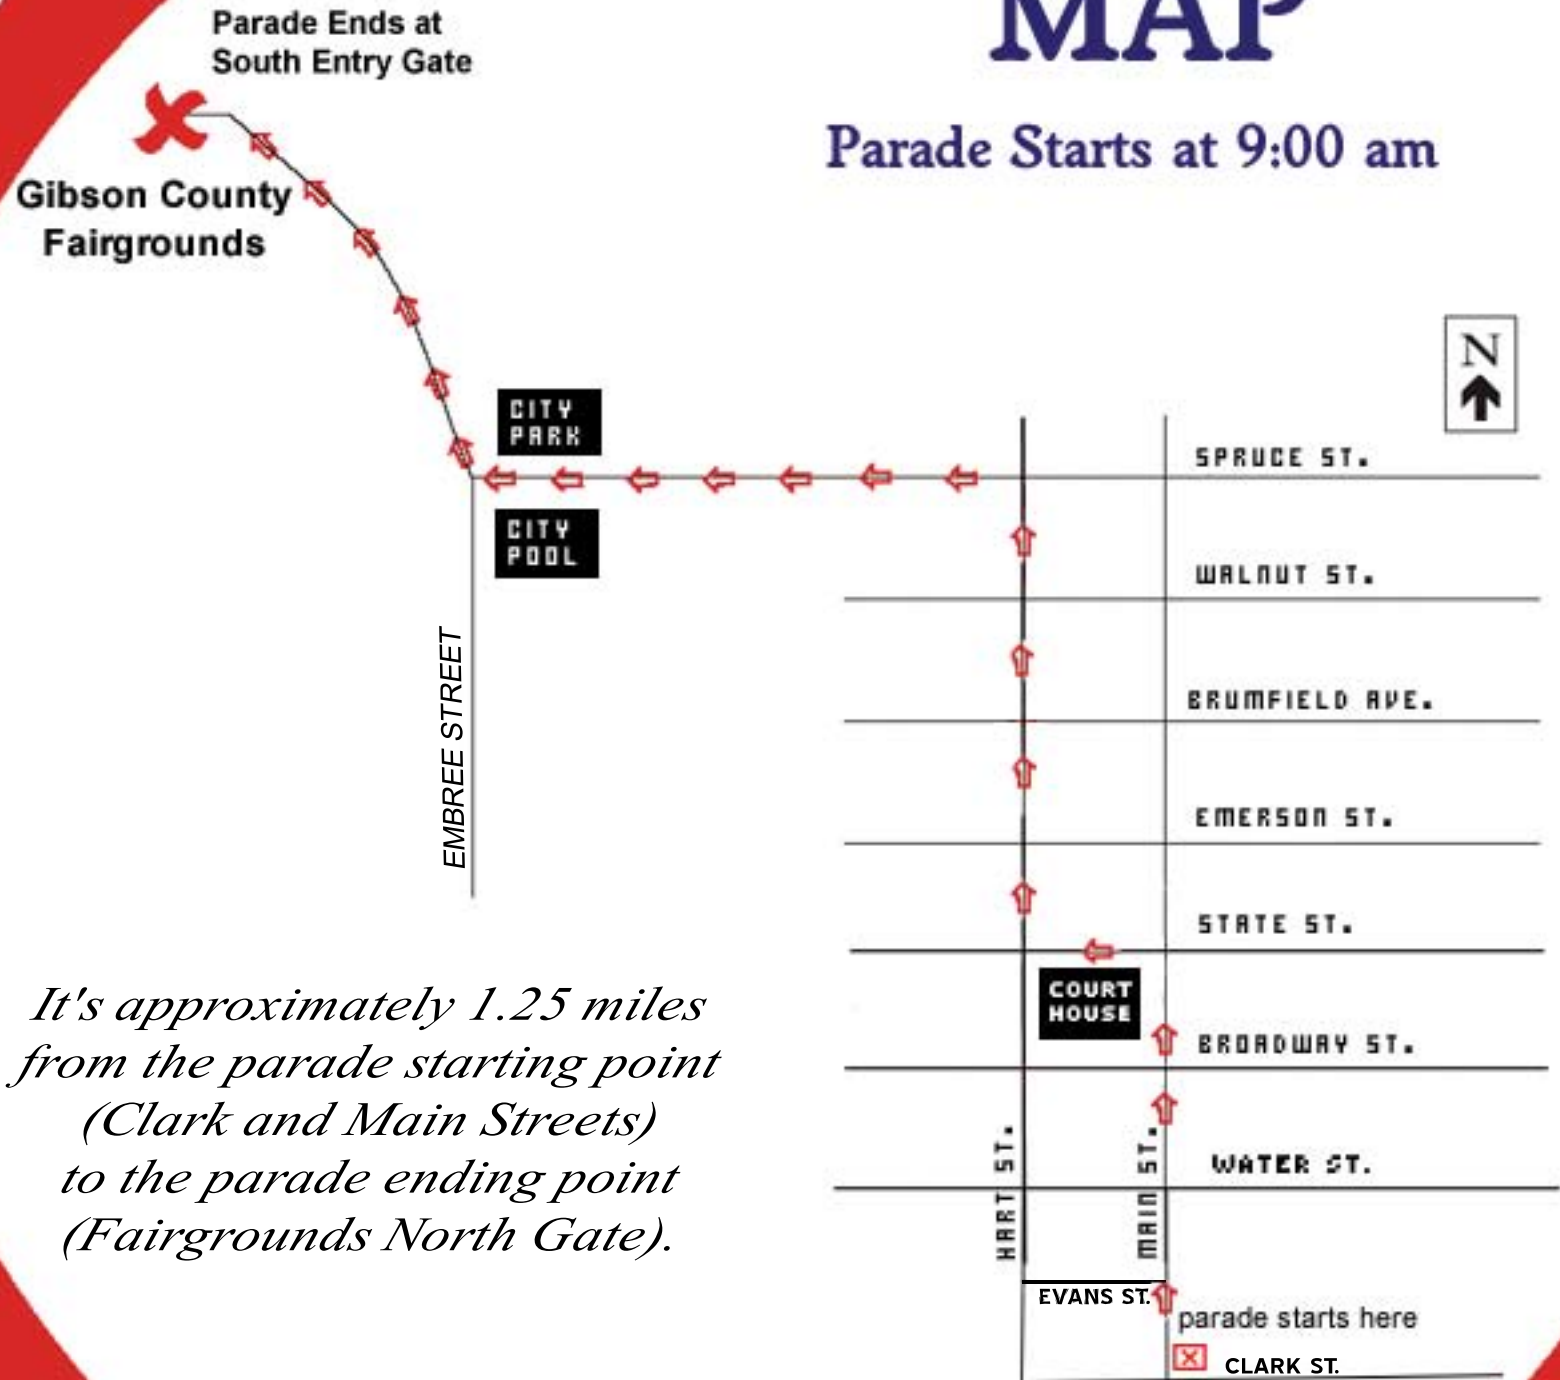 MAP
Parade Starts at 9:00 am
Parade Ends at
South Entry Gate
Gibson County
Fairgrounds
N
CITY
PARK
CITY
POOL
SPRUCE ST.
WALNUT ST.
BRUMFIELD AVE.
EMERSON ST.
STATE ST.
COURT
HOUSE
BROADWAY ST.
WATER ST.
HART ST.
MAIN ST.
EMBREE STREET
EVANS ST.
parade starts here
CLARK ST.
It's approximately 1.25 miles
from the parade starting point
(Clark and Main Streets)
to the parade ending point
(Fairgrounds North Gate).